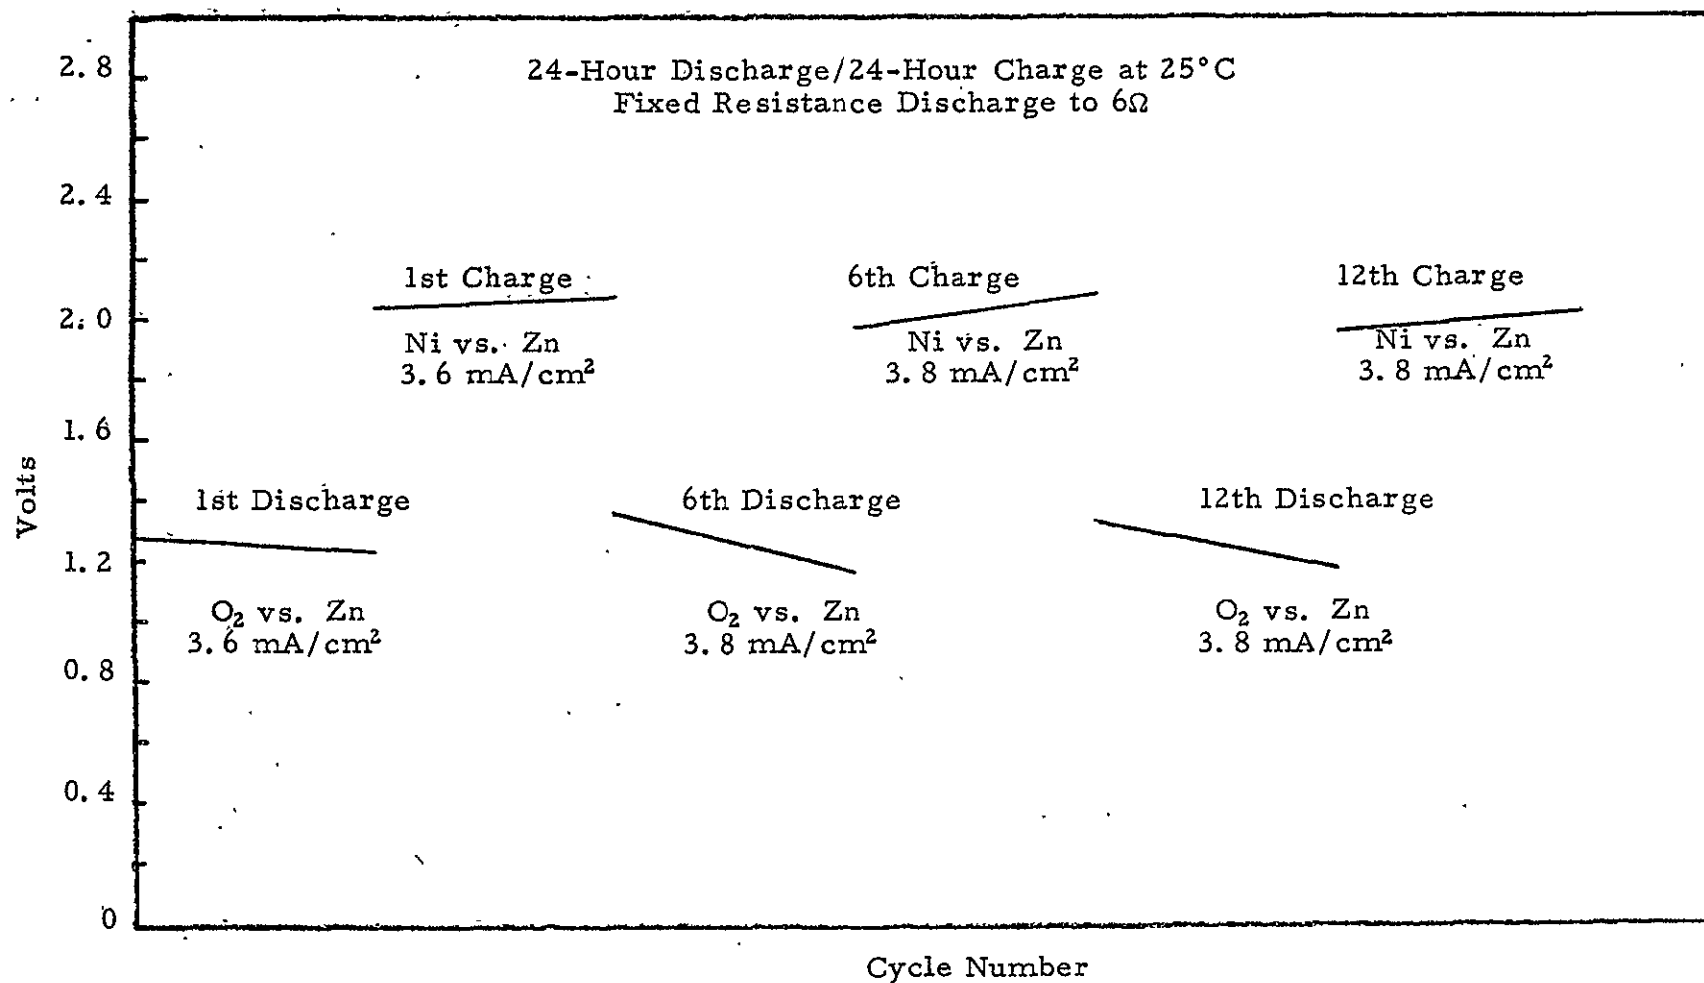 24-Hour Discharge/24-Hour Charge at 25°C
Fixed Resistance Discharge to 6Ω
2.8
2.4
2.0
1.6
1.2
0.8
0.4
0
Volts
1st Charge
Ni vs. Zn
3.6 mA/cm²
6th Charge
Ni vs. Zn
3.8 mA/cm²
12th Charge
Ni vs. Zn
3.8 mA/cm²
1st Discharge
O₂ vs. Zn
3.6 mA/cm²
6th Discharge
O₂ vs. Zn
3.8 mA/cm²
12th Discharge
O₂ vs. Zn
3.8 mA/cm²
Cycle Number